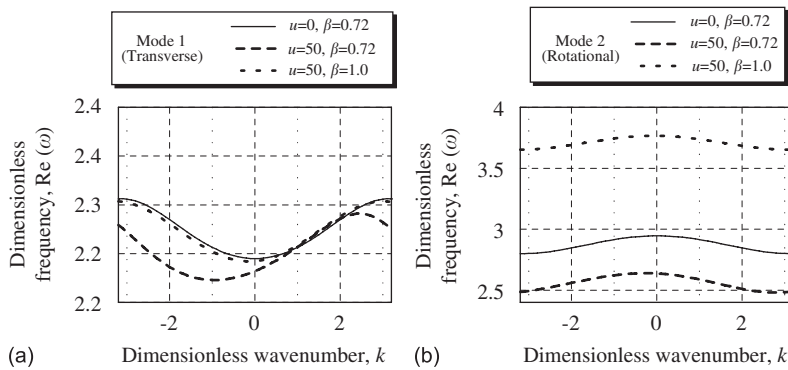 Mode 1
(Transverse)
u=0, β=0.72
u=50, β=0.72
u=50, β=1.0
2.4
2.4
2.3
2.2
2.2
Dimensionless
frequency, Re (ω)
-2
0
2
(a)
Dimensionless wavenumber, k
Mode 2
(Rotational)
u=0, β=0.72
u=50, β=0.72
u=50, β=1.0
4
3.5
3
2.5
Dimensionless
frequency, Re (ω)
-2
0
2
(b)
Dimensionless wavenumber, k